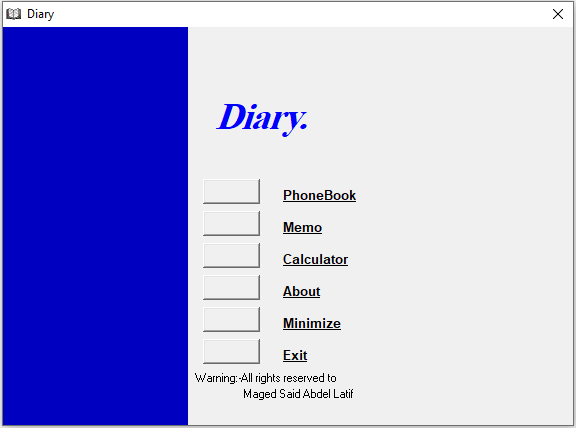 Diary
Diary.
PhoneBook
Memo
Calculator
About
Minimize
Exit
Warning:-All rights reserved to
Maged Said Abdel Latif